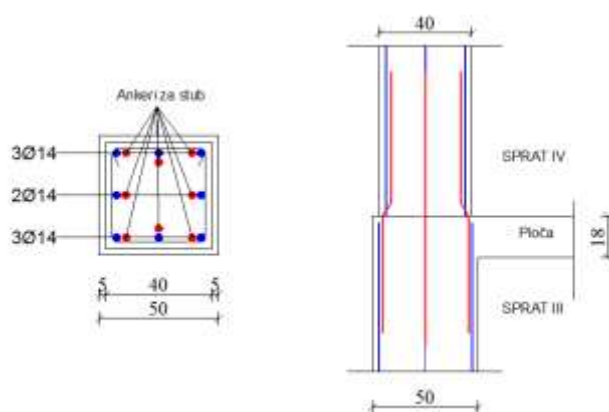 Ankeri za stub
3Ø14
2Ø14
3Ø14
5 40 5
50
40
SPRAT IV
Ploča
18
SPRAT III
50